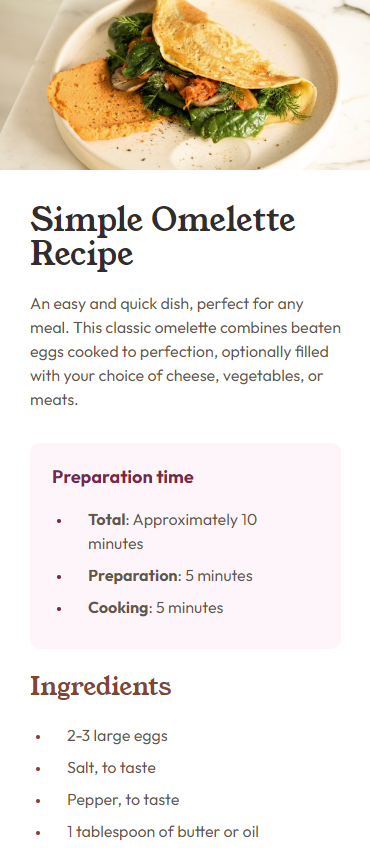 Simple Omelette
Recipe
An easy and quick dish, perfect for any
meal. This classic omelette combines beaten
eggs cooked to perfection, optionally filled
with your choice of cheese, vegetables, or
meats.
Preparation time
• Total: Approximately 10
minutes
• Preparation: 5 minutes
• Cooking: 5 minutes
Ingredients
• 2-3 large eggs
• Salt, to taste
• Pepper, to taste
• 1 tablespoon of butter or oil